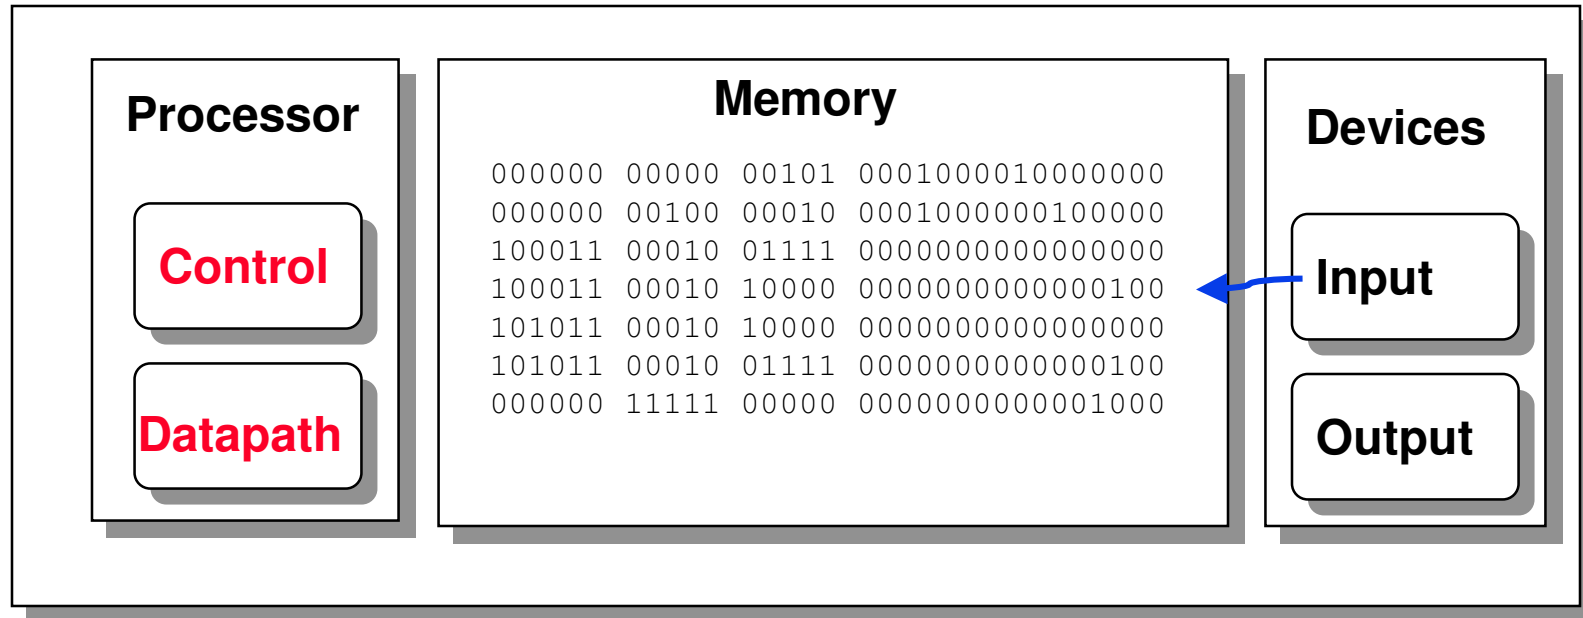 Processor
Control
Datapath
Memory
000000 00000 00101 0001000010000000
000000 00100 00010 0001000000100000
100011 00010 01111 0000000000000000
100011 00010 10000 0000000000000100
101011 00010 10000 0000000000000000
101011 00010 01111 0000000000000100
000000 11111 00000 0000000000001000
Devices
Input
Output